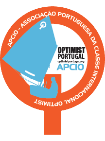 APCIO - ASSOCIAÇÃO PORTUGUESA DA CLASSE INTERNACIONAL OPTIMIST
OPTIMIST
PORTUGAL
APCIO